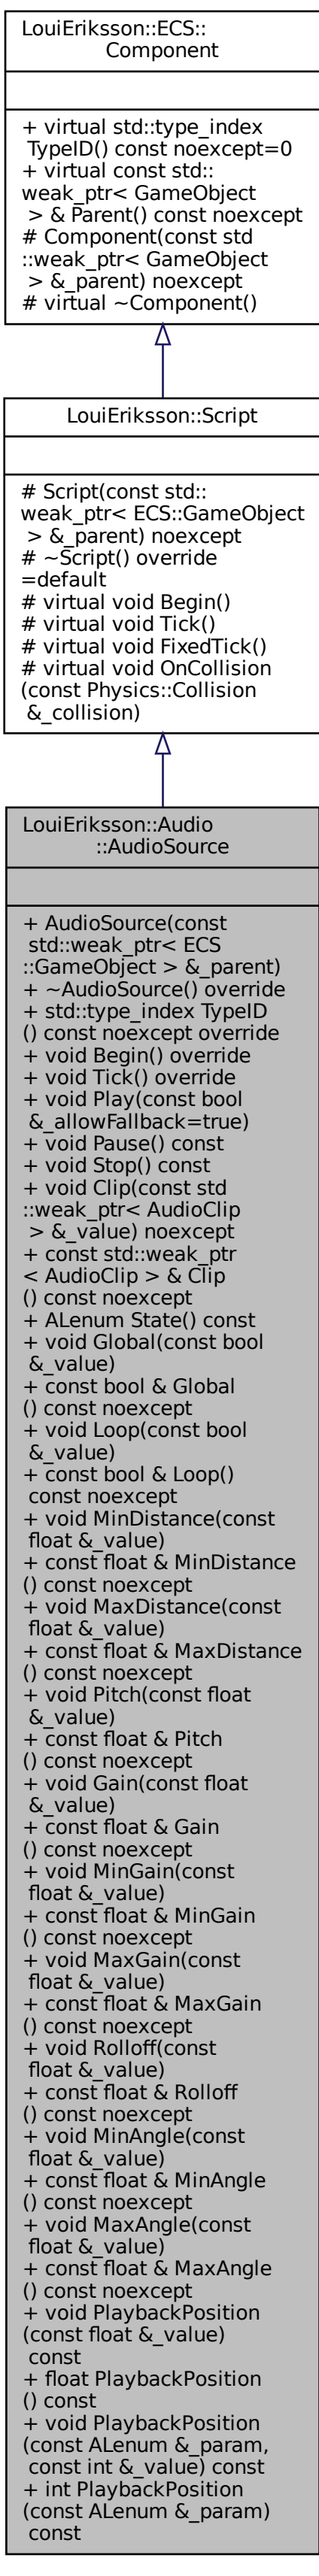 LouiEriksson::ECS::
Component
+ virtual std::type_index
TypeID() const noexcept=0
+ virtual const std::
weak_ptr< GameObject
> & Parent() const noexcept
# Component(const std
::weak_ptr< GameObject
> &_parent) noexcept
# virtual ~Component()
LouiEriksson::Script
# Script(const std::
weak_ptr< ECS::GameObject
> &_parent) noexcept
# ~Script() override
=default
# virtual void Begin()
# virtual void Tick()
# virtual void FixedTick()
# virtual void OnCollision
(const Physics::Collision
&_collision)
LouiEriksson::Audio
::AudioSource
+ AudioSource(const
std::weak_ptr< ECS
::GameObject > &_parent)
+ ~AudioSource() override
+ std::type_index TypeID
() const noexcept override
+ void Begin() override
+ void Tick() override
+ void Play(const bool
&_allowFallback=true)
+ void Pause() const
+ void Stop() const
+ void Clip(const std
::weak_ptr< AudioClip
> &_value) noexcept
+ const std::weak_ptr
< AudioClip > & Clip
() const noexcept
+ ALenum State() const
+ void Global(const bool
&_value)
+ const bool & Global
() const noexcept
+ void Loop(const bool
&_value)
+ const bool & Loop()
const noexcept
+ void MinDistance(const
float &_value)
+ const float & MinDistance
() const noexcept
+ void MaxDistance(const
float &_value)
+ const float & MaxDistance
() const noexcept
+ void Pitch(const float
&_value)
+ const float & Pitch
() const noexcept
+ void Gain(const float
&_value)
+ const float & Gain
() const noexcept
+ void MinGain(const
float &_value)
+ const float & MinGain
() const noexcept
+ void MaxGain(const
float &_value)
+ const float & MaxGain
() const noexcept
+ void Rolloff(const
float &_value)
+ const float & Rolloff
() const noexcept
+ void MinAngle(const
float &_value)
+ const float & MinAngle
() const noexcept
+ void MaxAngle(const
float &_value)
+ const float & MaxAngle
() const noexcept
+ void PlaybackPosition
(const float &_value)
const
+ float PlaybackPosition
() const
+ void PlaybackPosition
(const ALenum &_param,
const int &_value) const
+ int PlaybackPosition
(const ALenum &_param)
const